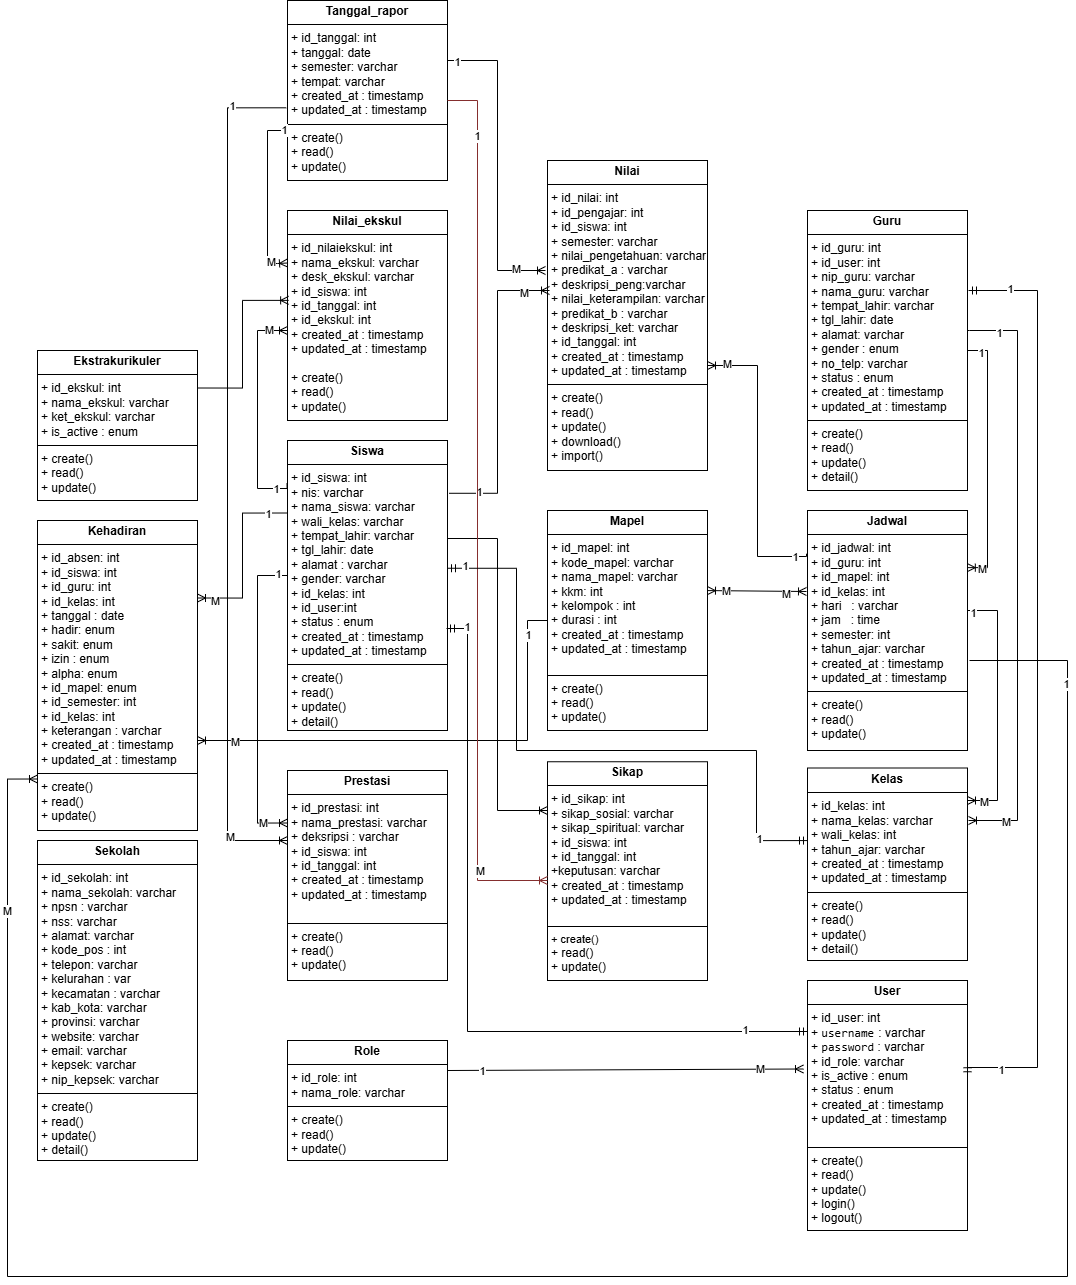 Tanggal_rapor
+ id_tanggal: int
+ tanggal: date
+ semester: varchar
+ tempat: varchar
+ created_at : timestamp
+ updated_at : timestamp
+ create()
+ read()
+ update()
Nilai_ekskul
+ id_nilaiekskul: int
+ nama_ekskul: varchar
+ desk_ekskul: varchar
+ id_siswa: int
+ id_tanggal: int
+ id_ekskul: int
+ created_at : timestamp
+ updated_at : timestamp
+ create()
+ read()
+ update()
Nilai
+ id_nilai: int
+ id_pengajar: int
+ id_siswa: int
+ semester: varchar
+ nilai_pengetahuan: varchar
+ predikat_a : varchar
+ deskripsi_peng:varchar
+ nilai_keterampilan: varchar
+ predikat_b : varchar
+ deskripsi_ket: varchar
+ id_tanggal: int
+ created_at : timestamp
+ updated_at : timestamp
+ create()
+ read()
+ update()
+ download()
+ import()
Guru
+ id_guru: int
+ id_user: int
+ nip_guru: varchar
+ nama_guru: varchar
+ tempat_lahir: varchar
+ tgl_lahir: date
+ alamat: varchar
+ gender : enum
+ no_telp: varchar
+ status : enum
+ created_at : timestamp
+ updated_at : timestamp
+ create()
+ read()
+ update()
+ detail()
Ekstrakurikuler
+ id_ekskul: int
+ nama_ekskul: varchar
+ ket_ekskul: varchar
+ is_active : enum
+ create()
+ read()
+ update()
Siswa
+ id_siswa: int
+ nis: varchar
+ nama_siswa: varchar
+ wali_kelas: varchar
+ tempat_lahir: varchar
+ tgl_lahir: date
+ alamat : varchar
+ gender: varchar
+ id_kelas: int
+ id_user:int
+ status : enum
+ created_at : timestamp
+ updated_at : timestamp
+ create()
+ read()
+ update()
+ detail()
Kehadiran
+ id_absen: int
+ id_siswa: int
+ id_guru: int
+ id_kelas: int
+ tanggal : date
+ hadir: enum
+ sakit: enum
+ izin : enum
+ alpha: enum
+ id_mapel: enum
+ id_semester: int
+ id_kelas: int
+ keterangan : varchar
+ created_at : timestamp
+ updated_at : timestamp
+ create()
+ read()
+ update()
Mapel
+ id_mapel: int
+ kode_mapel: varchar
+ nama_mapel: varchar
+ kkm: int
+ kelompok : int
+ durasi : int
+ created_at : timestamp
+ updated_at : timestamp
+ create()
+ read()
+ update()
Jadwal
+ id_jadwal: int
+ id_guru: int
+ id_mapel: int
+ id_kelas: int
+ hari : varchar
+ jam : time
+ semester: int
+ tahun_ajar: varchar
+ created_at : timestamp
+ updated_at : timestamp
+ create()
+ read()
+ update()
Prestasi
+ id_prestasi: int
+ nama_prestasi: varchar
+ deksripsi : varchar
+ id_siswa: int
+ id_tanggal: int
+ created_at : timestamp
+ updated_at : timestamp
+ create()
+ read()
+ update()
Sikap
+ id_sikap: int
+ sikap_sosial: varchar
+ sikap_spiritual: varchar
+ id_siswa: int
+ id_tanggal: int
+keputusan: varchar
+ created_at : timestamp
+ updated_at : timestamp
+ create()
+ read()
+ update()
Kelas
+ id_kelas: int
+ nama_kelas: varchar
+ wali_kelas: int
+ tahun_ajar: varchar
+ created_at : timestamp
+ updated_at : timestamp
+ create()
+ read()
+ update()
+ detail()
Sekolah
+ id_sekolah: int
+ nama_sekolah: varchar
+ npsn : varchar
+ nss: varchar
+ alamat: varchar
+ kode_pos : int
+ telepon: varchar
+ kelurahan : var
+ kecamatan : varchar
+ kab_kota: varchar
+ provinsi: varchar
+ website: varchar
+ email: varchar
+ kepsek: varchar
+ nip_kepsek: varchar
+ create()
+ read()
+ update()
+ detail()
Role
+ id_role: int
+ nama_role: varchar
+ create()
+ read()
+ update()
User
+ id_user: int
+ username : varchar
+ password : varchar
+ id_role: varchar
+ is_active : enum
+ status : enum
+ created_at : timestamp
+ updated_at : timestamp
+ create()
+ read()
+ update()
+ login()
+ logout()
1
1
1
1
M
M
M
M
1
1
1
M
1
1
1
1
M
M
M
M
1
1
1
1
1
M
1
M
M
M
1
M
M
M
1
1
1
M